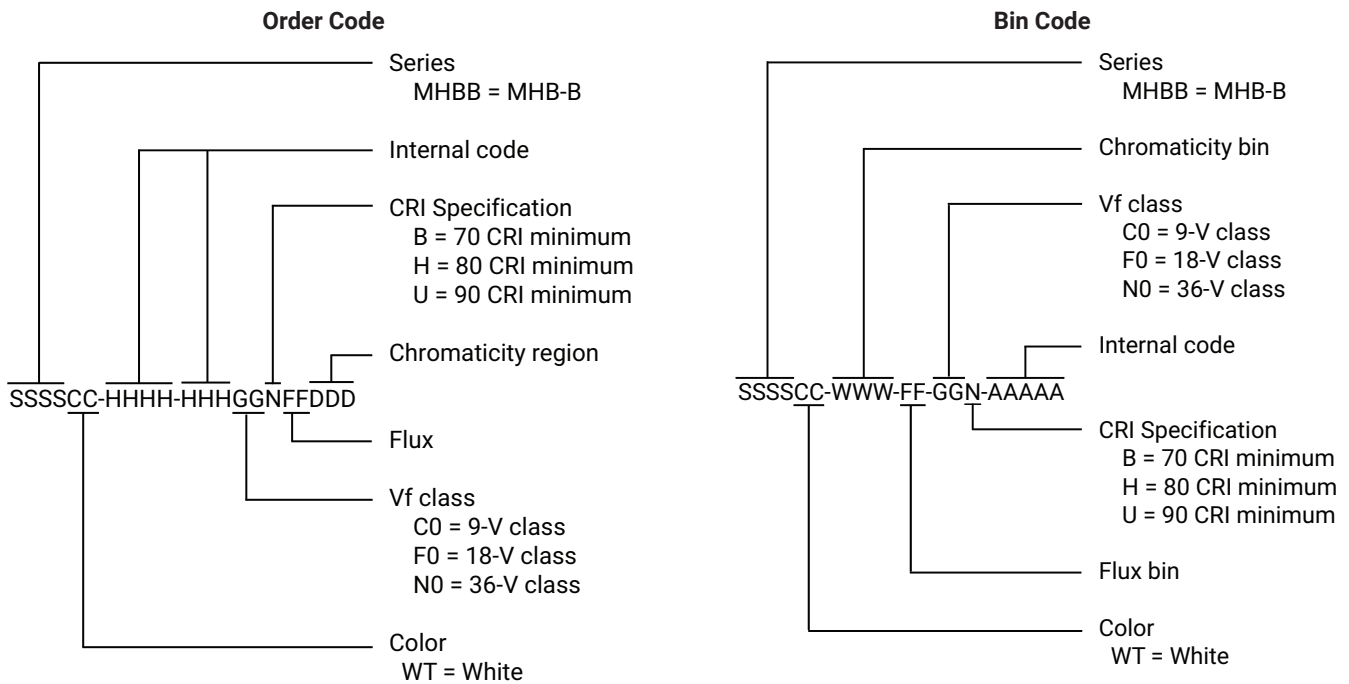 Order Code
Series
MHBB = MHB-B
Internal code
CRI Specification
B = 70 CRI minimum
H = 80 CRI minimum
U = 90 CRI minimum
Chromaticity region
SSSSCC-HHHH-HHHGGNFFDDD
Flux
Vf class
C0 = 9-V class
F0 = 18-V class
N0 = 36-V class
Color
WT = White
Bin Code
Series
MHBB = MHB-B
Chromaticity bin
Vf class
C0 = 9-V class
F0 = 18-V class
N0 = 36-V class
Internal code
SSSSCC-WWW-FF-GGN-AAAAA
CRI Specification
B = 70 CRI minimum
H = 80 CRI minimum
U = 90 CRI minimum
Flux bin
Color
WT = White